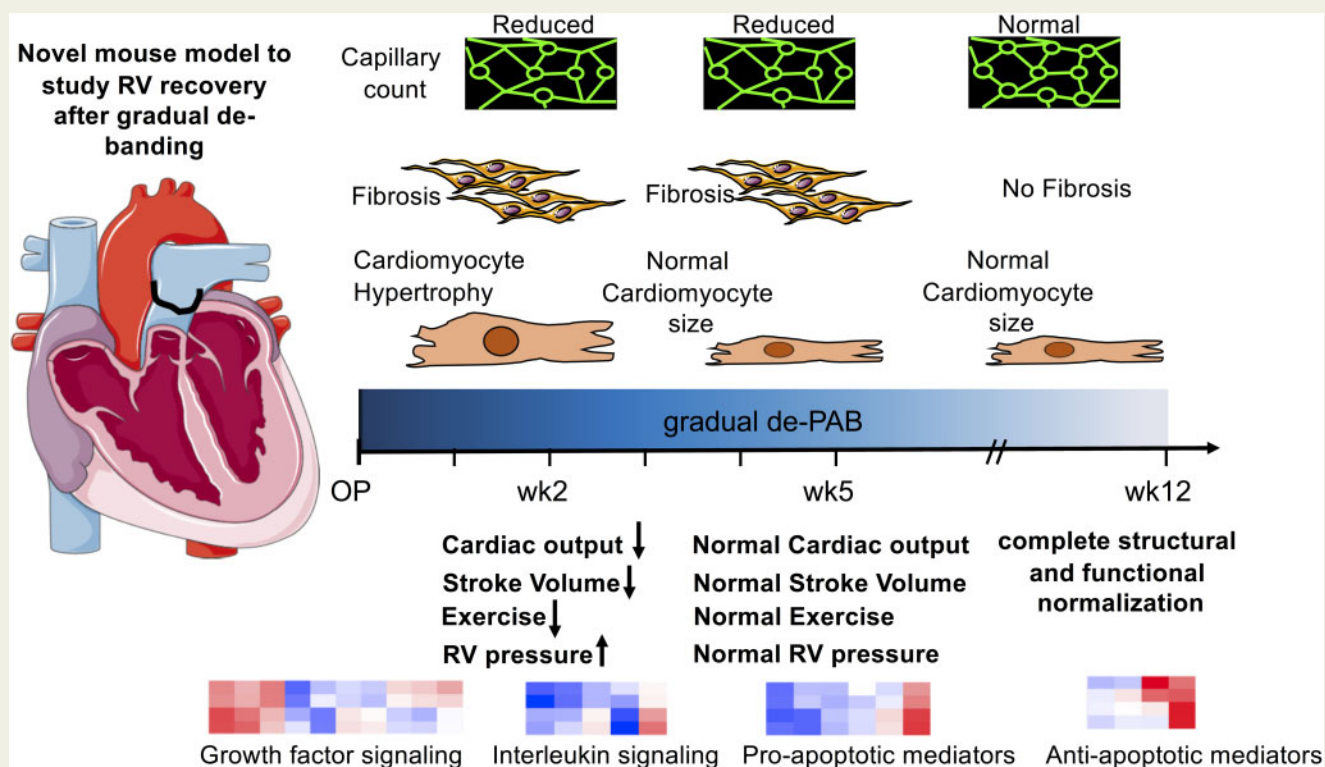 Novel mouse model to
study RV recovery
after gradual de-
banding
Capillary
count
Reduced
Reduced
Normal
Fibrosis
Fibrosis
No Fibrosis
Cardiomyocyte
Hypertrophy
Normal
Cardiomyocyte
size
Normal
Cardiomyocyte
size
gradual de-PAB
OP
wk2
wk5
wk12
Cardiac output ↓
Stroke Volume ↓
Exercise ↓
RV pressure ↑
Normal Cardiac output
Normal Stroke Volume
Normal Exercise
Normal RV pressure
complete structural
and functional
normalization
Growth factor signaling
Interleukin signaling
Pro-apoptotic mediators
Anti-apoptotic mediators